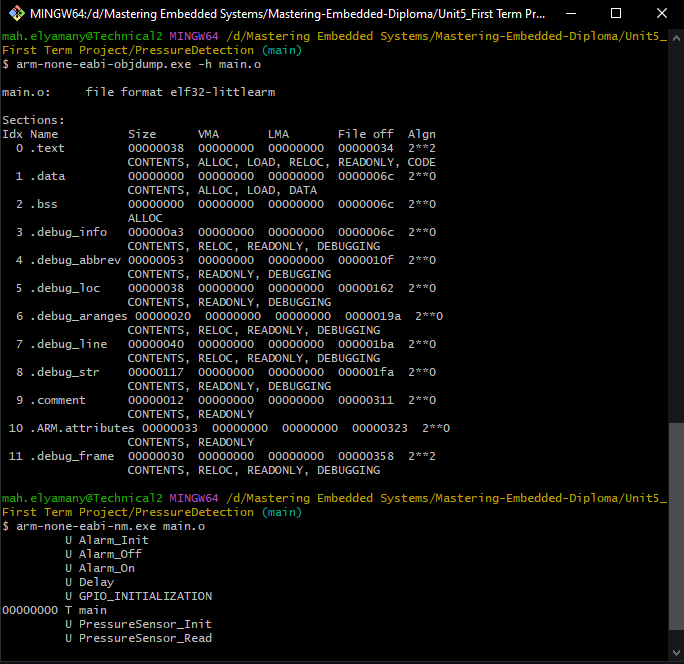 MINGW64:/d/Mastering Embedded Systems/Mastering-Embedded-Diploma/Unit5_First Term Pr...
mah.elyamany@Technical2 MINGW64 /d/Mastering Embedded Systems/Mastering-Embedded-Diploma/Unit5_
First Term Project/PressureDetection (main)
$ arm-none-eabi-objdump.exe -h main.o
main.o:     file format elf32-littlearm
Sections:
Idx Name          Size      VMA       LMA       File off  Algn
  0 .text         00000038  00000000  00000000  00000034  2**2
                  CONTENTS, ALLOC, LOAD, RELOC, READONLY, CODE
  1 .data         00000000  00000000  00000000  0000006c  2**0
                  CONTENTS, ALLOC, LOAD, DATA
  2 .bss          00000000  00000000  00000000  0000006c  2**0
                  ALLOC
  3 .debug_info   000000a3  00000000  00000000  0000006c  2**0
                  CONTENTS, RELOC, READONLY, DEBUGGING
  4 .debug_abbrev 00000053  00000000  00000000  0000010f  2**0
                  CONTENTS, READONLY, DEBUGGING
  5 .debug_loc    00000038  00000000  00000000  00000162  2**0
                  CONTENTS, READONLY, DEBUGGING
  6 .debug_aranges 00000020  00000000  00000000  0000019a  2**0
                  CONTENTS, RELOC, READONLY, DEBUGGING
  7 .debug_line   00000040  00000000  00000000  000001ba  2**0
                  CONTENTS, RELOC, READONLY, DEBUGGING
  8 .debug_str    00000117  00000000  00000000  000001fa  2**0
                  CONTENTS, READONLY, DEBUGGING
  9 .comment      00000012  00000000  00000000  00000311  2**0
                  CONTENTS, READONLY
 10 .ARM.attributes 00000033  00000000  00000000  00000323  2**0
                  CONTENTS, READONLY
 11 .debug_frame  00000030  00000000  00000000  00000358  2**2
                  CONTENTS, RELOC, READONLY, DEBUGGING
mah.elyamany@Technical2 MINGW64 /d/Mastering Embedded Systems/Mastering-Embedded-Diploma/Unit5_
First Term Project/PressureDetection (main)
$ arm-none-eabi-nm.exe main.o
         U Alarm_Init
         U Alarm_Off
         U Alarm_On
         U Delay
         U GPIO_INITIALIZATION
00000000 T main
         U PressureSensor_Init
         U PressureSensor_Read